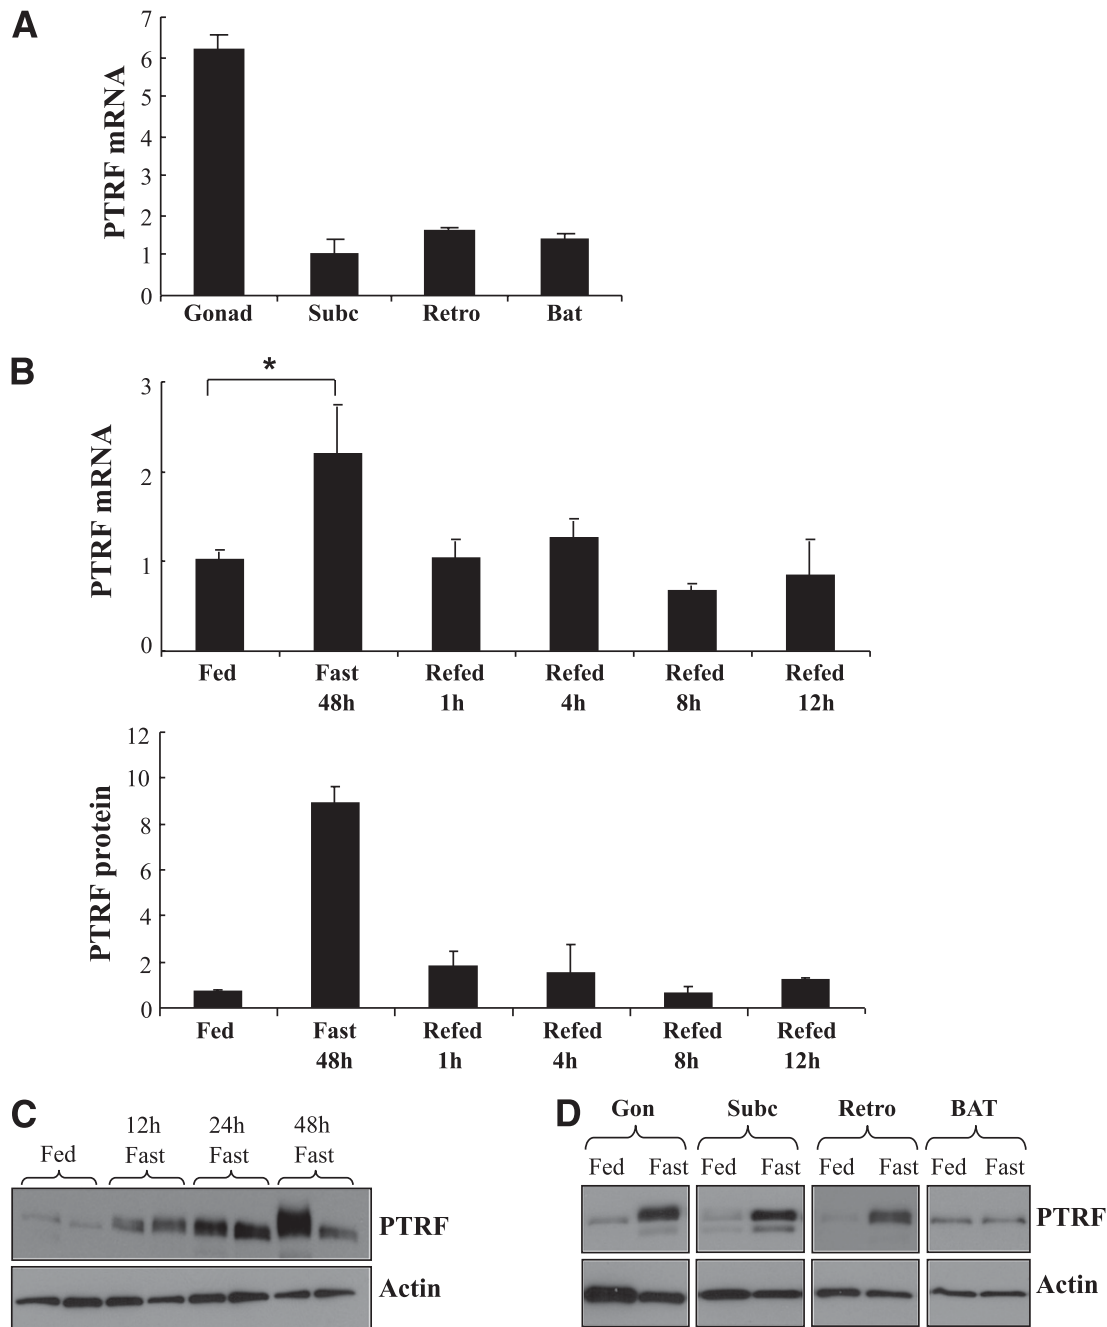 A
PTRF mRNA
7
6
5
4
3
2
1
0
Gonad Subc Retro Bat
B
*
PTRF mRNA
3
2
1
0
Fed Fast Refed Refed Refed Refed
48h 1h 4h 8h 12h
PTRF protein
12
10
8
6
4
2
0
Fed Fast Refed Refed Refed Refed
48h 1h 4h 8h 12h
C
12h 24h 48h
Fed Fast Fast Fast
PTRF
Actin
D
Gon Subc Retro BAT
Fed Fast Fed Fast Fed Fast Fed Fast
PTRF
Actin